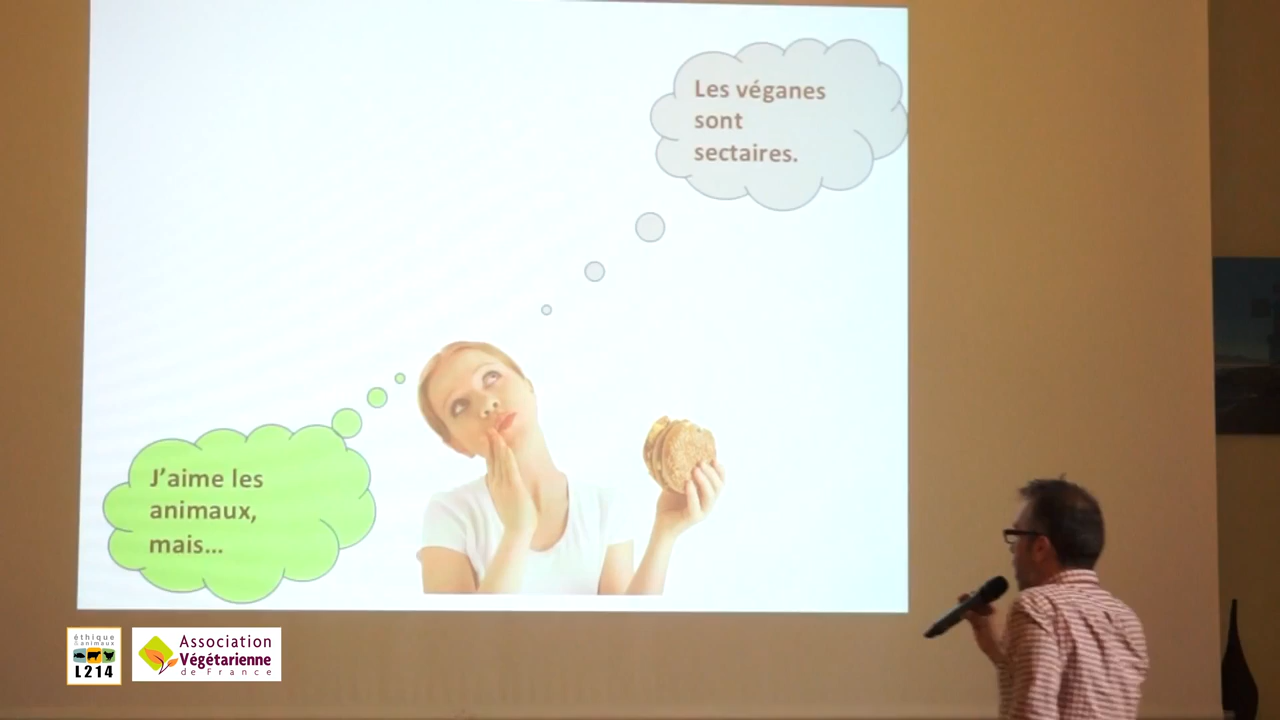 Les véganes
sont
sectaires.
J'aime les
animaux,
mais...
éthique
& animaux
L214
Association
Végétarienne
de France